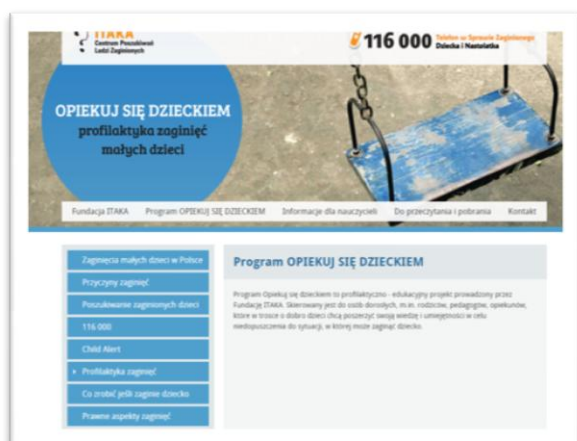 ITAKA
Centrum Poszukiwań
Ludzi Zaginionych
116 000
Telefon w Sprawie Zaginionego
Dziecka i Nastolatka
OPIEKUJ SIĘ DZIECKIEM
profilaktyka zaginięć
małych dzieci
Fundacja ITAKA Program OPIEKUJ SIĘ DZIECKIEM Informacje dla nauczycieli Do przeczytania i pobrania Kontakt
Zaginięcia małych dzieci w Polsce
Przyczyny zaginięć
Poszukiwanie zaginionych dzieci
116 000
Child Alert
Profilaktyka zaginięć
Co zrobić jeśli zaginie dziecko
Prawne aspekty zaginięć
Program OPIEKUJ SIĘ DZIECKIEM
Program Opiekuj się dzieckiem to profilaktyczno - edukacyjny projekt prowadzony przez
Fundację ITAKA. Skierowany jest do osób dorosłych, m.in. rodziców, pedagogów, opiekunów,
które w trosce o dobro dzieci chcą poszerzyć swoją wiedzę i umiejętności w celu
niedopuszczenia do sytuacji, w której może zaginąć dziecko.